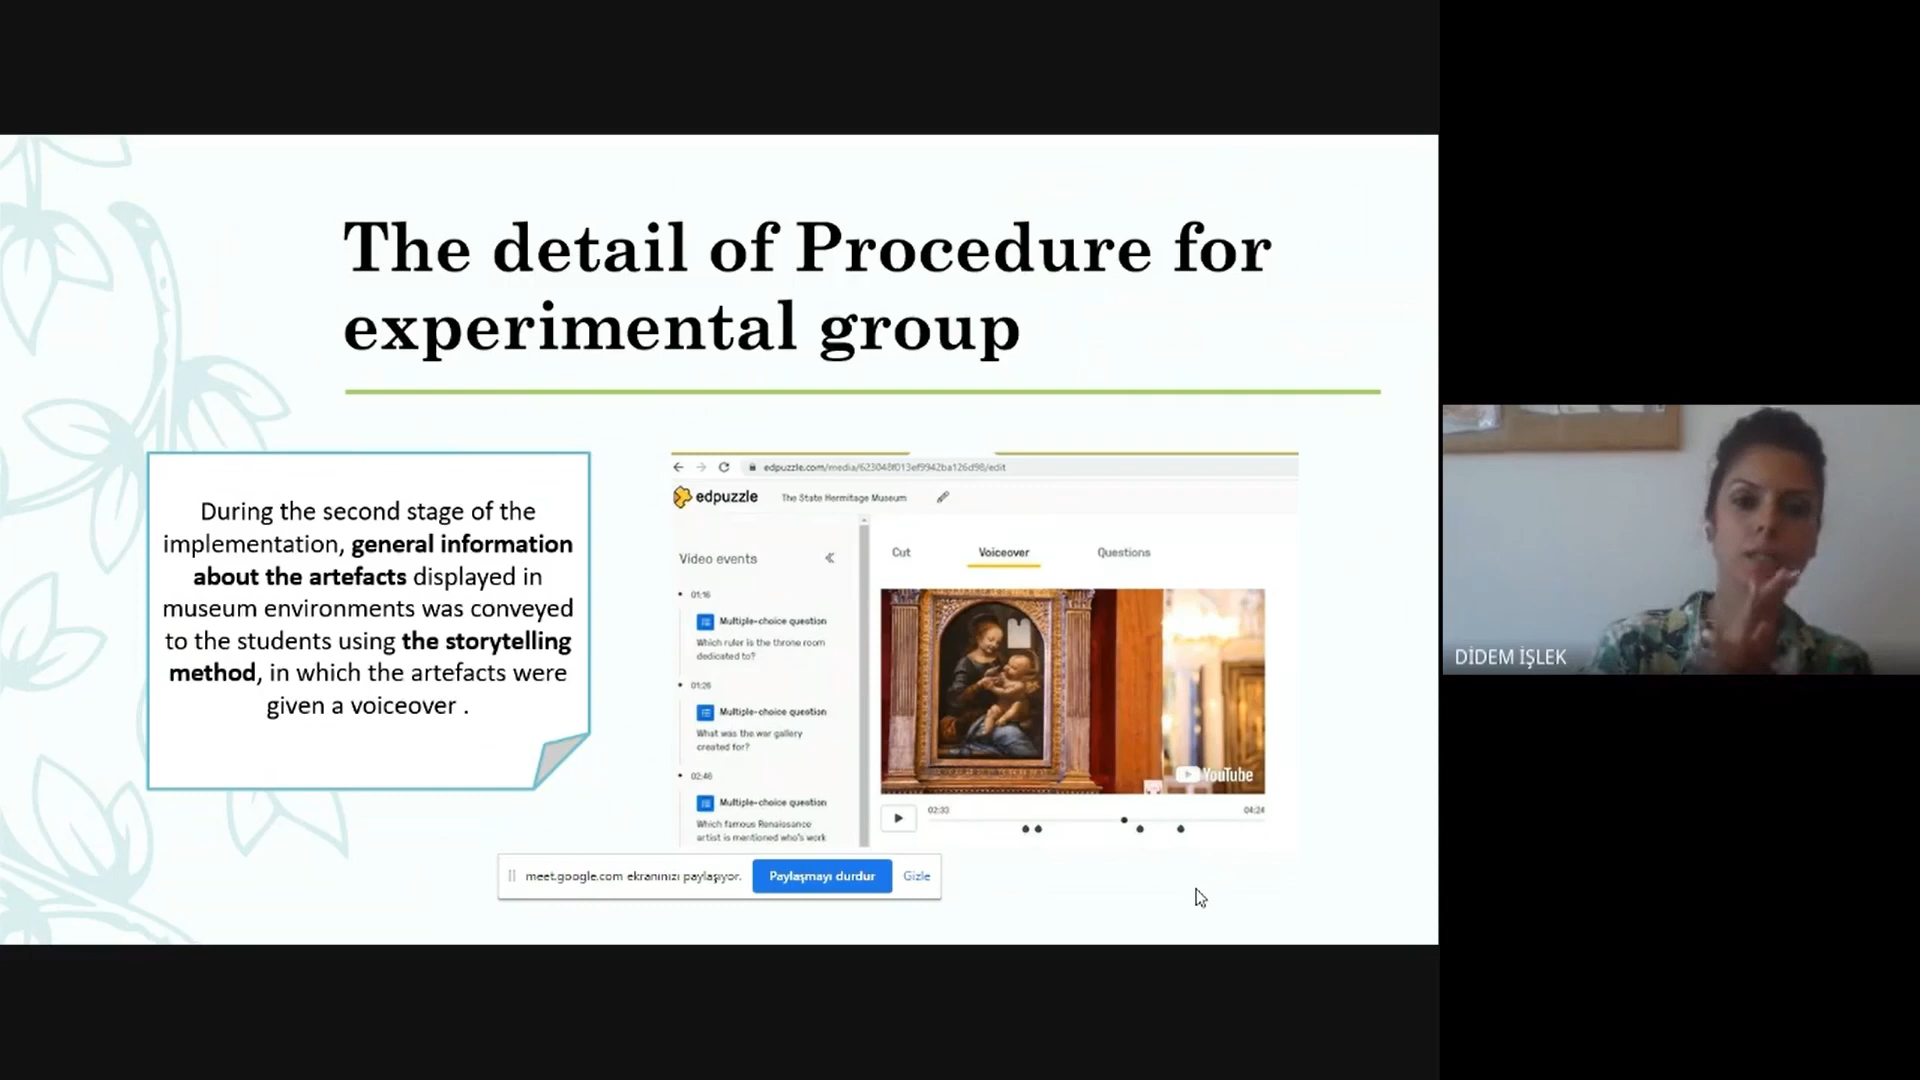 The detail of Procedure for
experimental group
During the second stage of the
implementation, general information
about the artefacts displayed in
museum environments was conveyed
to the students using the storytelling
method, in which the artefacts were
given a voiceover .
edpuzzle.com/media/623048f013ef9942ba126d98/edit
edpuzzle
The State Hermitage Museum
Video events
Cut
Voiceover
Questions
01:16
Multiple-choice question
Which ruler is the throne room
dedicated to?
01:26
Multiple-choice question
What was the war gallery
created for?
02:46
Multiple-choice question
Which famous Renaissance
artist is mentioned who's work
YouTube
02:30
04:24
meet.google.com ekranınızı paylaşıyor.
Paylaşmayı durdur
Gizle
DİDEM İŞLEK